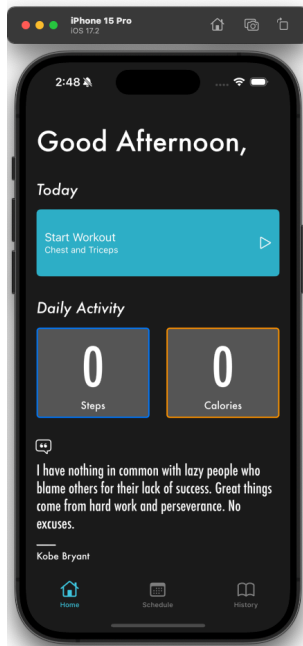 iPhone 15 Pro
iOS 17.2
2:48
Good Afternoon,
Today
Start Workout
Chest and Triceps
Daily Activity
0
Steps
0
Calories
I have nothing in common with lazy people who
blame others for their lack of success. Great things
come from hard work and perseverance. No
excuses.
Kobe Bryant
Home
Schedule
History